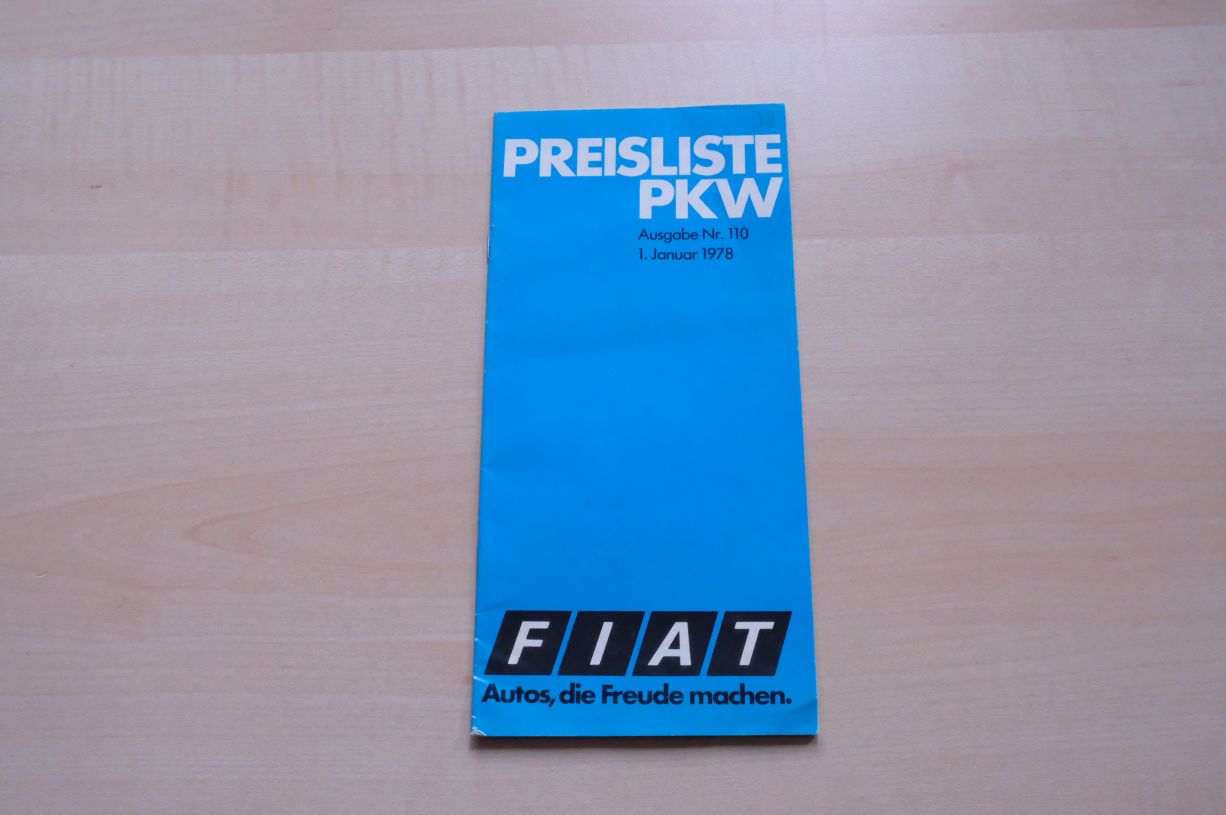 PREISLISTE
PKW
Ausgabe Nr. 110
1. Januar 1978
FIAT
Autos, die Freude machen.